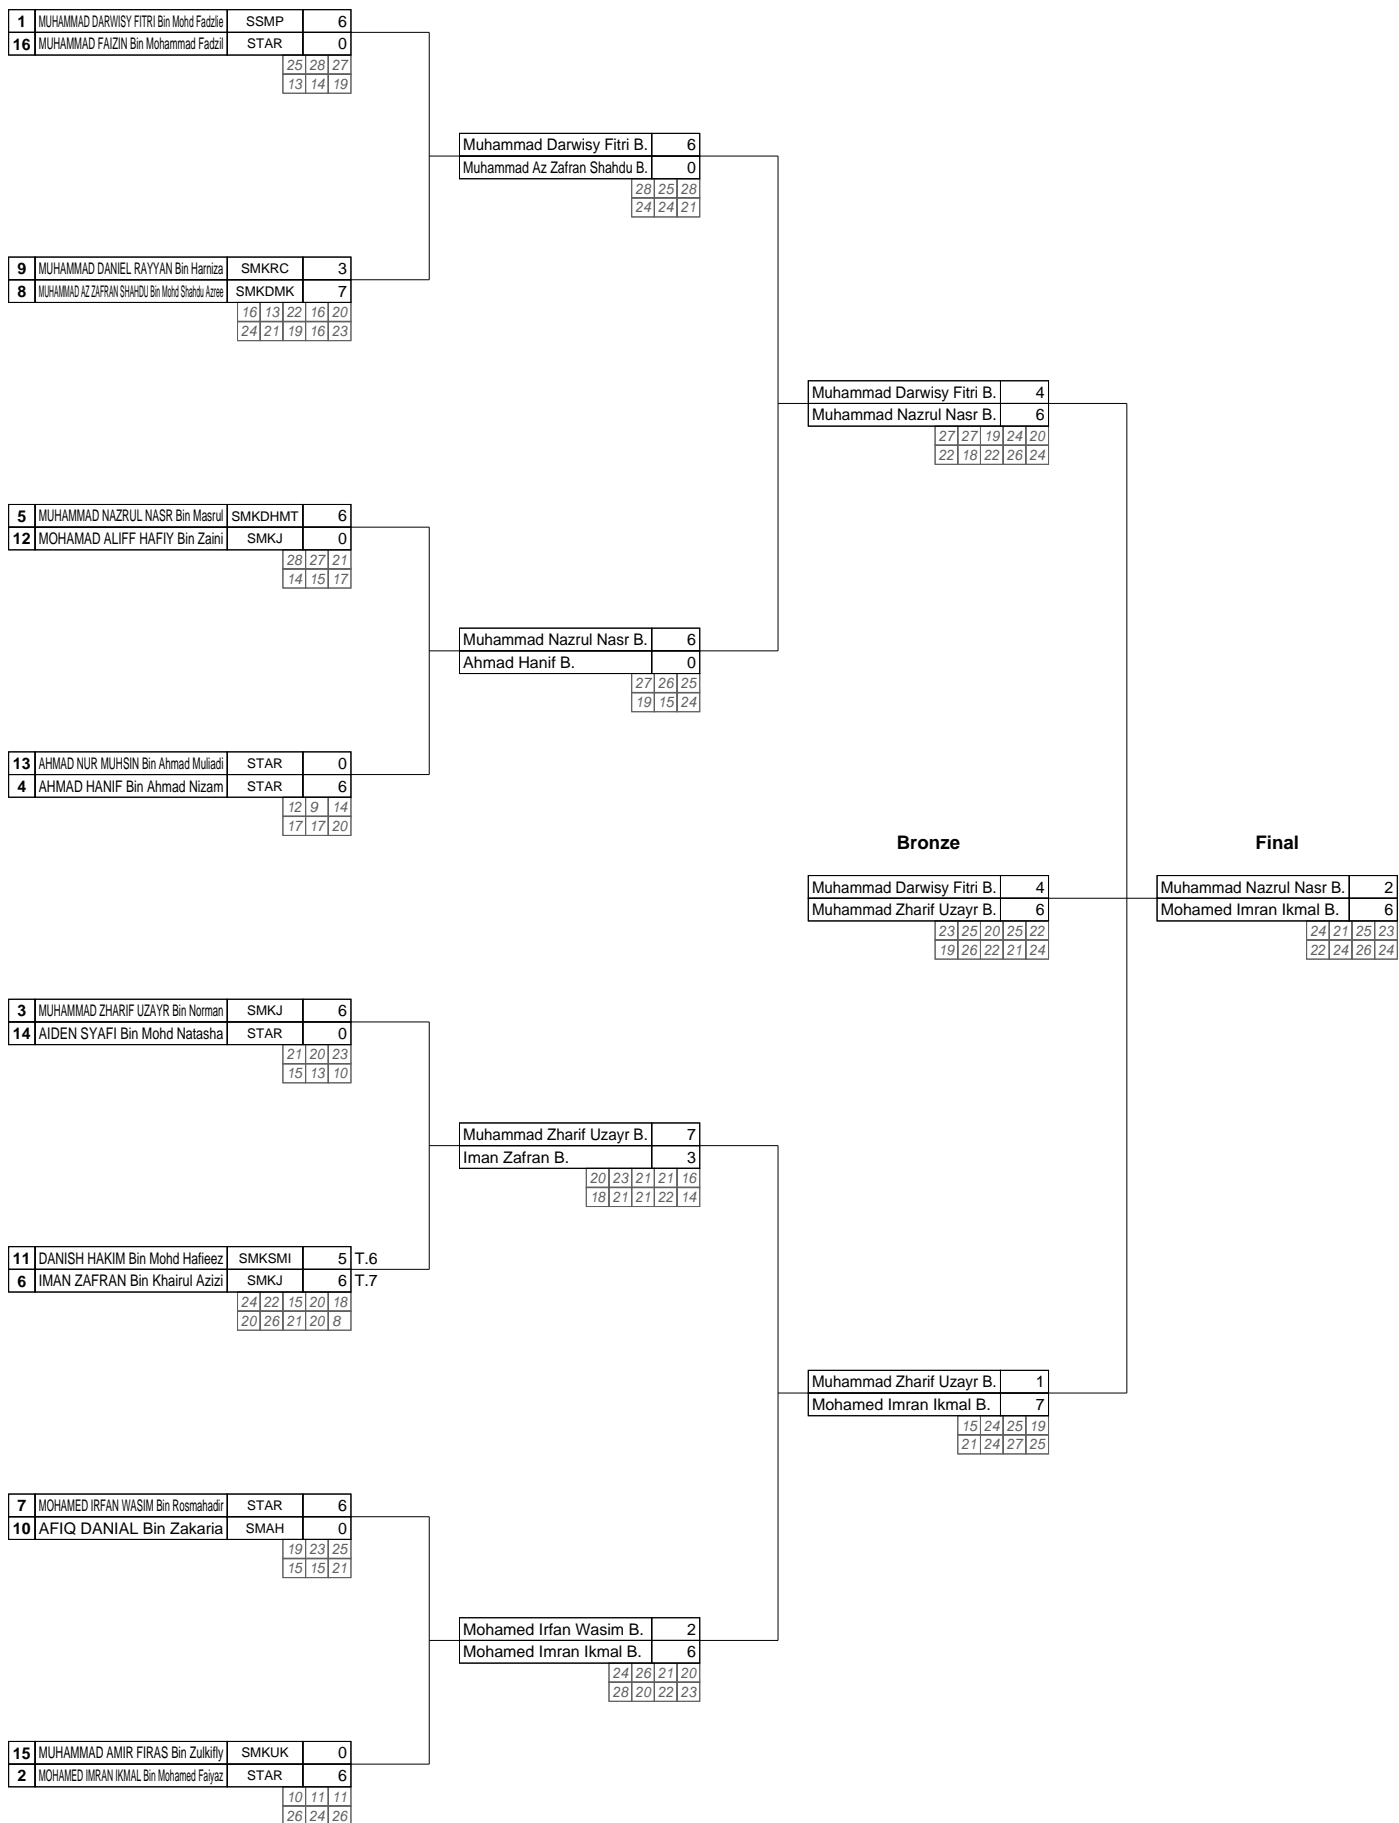 1 MUHAMMAD DARWISY FITRI Bin Mohd Fadzlie SSMP 6
16 MUHAMMAD FAIZIN Bin Mohammad Fadzil STAR 0
25 28 27
13 14 19
Muhammad Darwisy Fitri B. 6
Muhammad Az Zafran Shahdu B. 0
28 25 28
24 24 21
9 MUHAMMAD DANIEL RAYYAN Bin Harniza SMKRC 3
8 MUHAMMAD AZ ZAFRAN SHAHDU Bin Mohd Shahdu Azree SMKDMK 7
16 13 22 16 20
24 21 19 16 23
Muhammad Darwisy Fitri B. 4
Muhammad Nazrul Nasr B. 6
27 27 19 24 20
22 18 22 26 24
5 MUHAMMAD NAZRUL NASR Bin Masrul SMKDHMT 6
12 MOHAMAD ALIFF HAFIY Bin Zaini SMKJ 0
28 27 21
14 15 17
Muhammad Nazrul Nasr B. 6
Ahmad Hanif B. 0
27 26 25
19 15 24
13 AHMAD NUR MUHSIN Bin Ahmad Muliadi STAR 0
4 AHMAD HANIF Bin Ahmad Nizam STAR 6
12 9 14
17 17 20
Bronze Final
Muhammad Darwisy Fitri B. 4 Muhammad Nazrul Nasr B. 2
Muhammad Zharif Uzayr B. 6 Mohamed Imran Ikmal B. 6
23 25 20 25 22 24 21 25 23
19 26 22 21 24 22 24 26 24
3 MUHAMMAD ZHARIF UZAYR Bin Norman SMKJ 6
14 AIDEN SYAFI Bin Mohd Natasha STAR 0
21 20 23
15 13 10
Muhammad Zharif Uzayr B. 7
Iman Zafran B. 3
20 23 21 21 16
18 21 21 22 14
11 DANISH HAKIM Bin Mohd Hafieez SMKSMI 5 T.6
6 IMAN ZAFRAN Bin Khairul Azizi SMKJ 6 T.7
24 22 15 20 18
20 26 21 20 8
Muhammad Zharif Uzayr B. 1
Mohamed Imran Ikmal B. 7
15 24 25 19
21 24 27 25
7 MOHAMED IRFAN WASIM Bin Rosmahadir STAR 6
10 AFIQ DANIAL Bin Zakaria SMAH 0
19 23 25
15 15 21
Mohamed Irfan Wasim B. 2
Mohamed Imran Ikmal B. 6
24 26 21 20
28 20 22 23
15 MUHAMMAD AMIR FIRAS Bin Zulkifly SMKUK 0
2 MOHAMED IMRAN IKMAL Bin Mohamed Faiyaz STAR 6
10 11 11
26 24 26